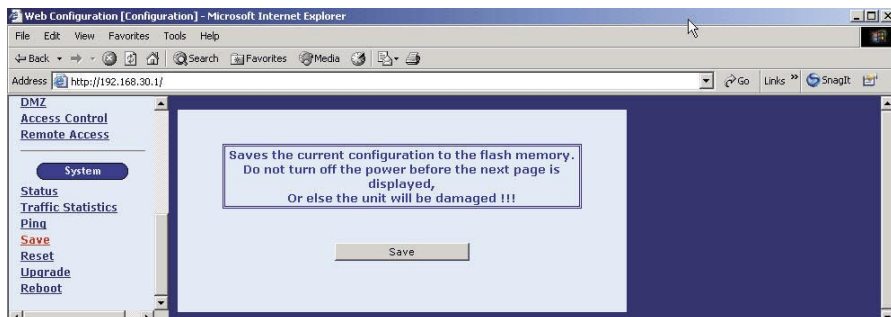 Web Configuration [Configuration] - Microsoft Internet Explorer
File Edit View Favorites Tools Help
Back Search Favorites Media
Address http://192.168.30.1/ Go Links » SnagIt
DMZ
Access Control
Remote Access
System
Status
Traffic Statistics
Ping
Save
Reset
Upgrade
Reboot
Saves the current configuration to the flash memory.
Do not turn off the power before the next page is
displayed,
Or else the unit will be damaged !!!
Save